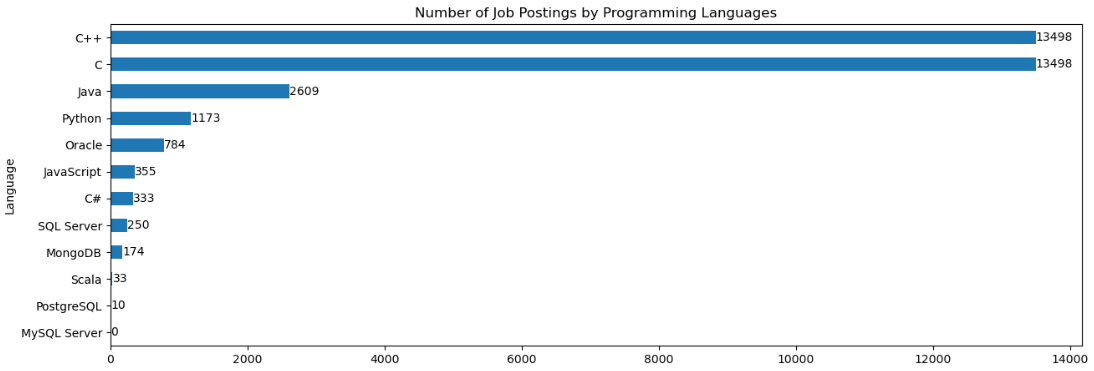 Number of Job Postings by Programming Languages
Language
C++ 13498
C 13498
Java 2609
Python 1173
Oracle 784
JavaScript 355
C# 333
SQL Server 250
MongoDB 174
Scala 33
PostgreSQL 10
MySQL Server 0
0 2000 4000 6000 8000 10000 12000 14000